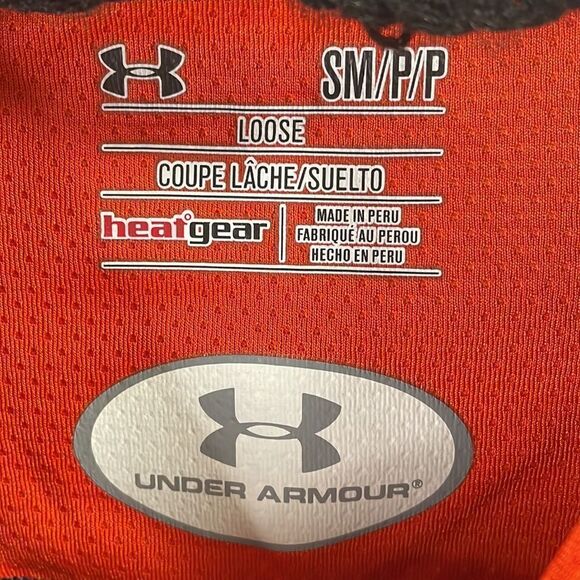 SM/P/P
LOOSE
COUPE LÂCHE/SUELTO
heatgear
MADE IN PERU
FABRIQUÉ AU PEROU
HECHO EN PERU
UNDER ARMOUR®